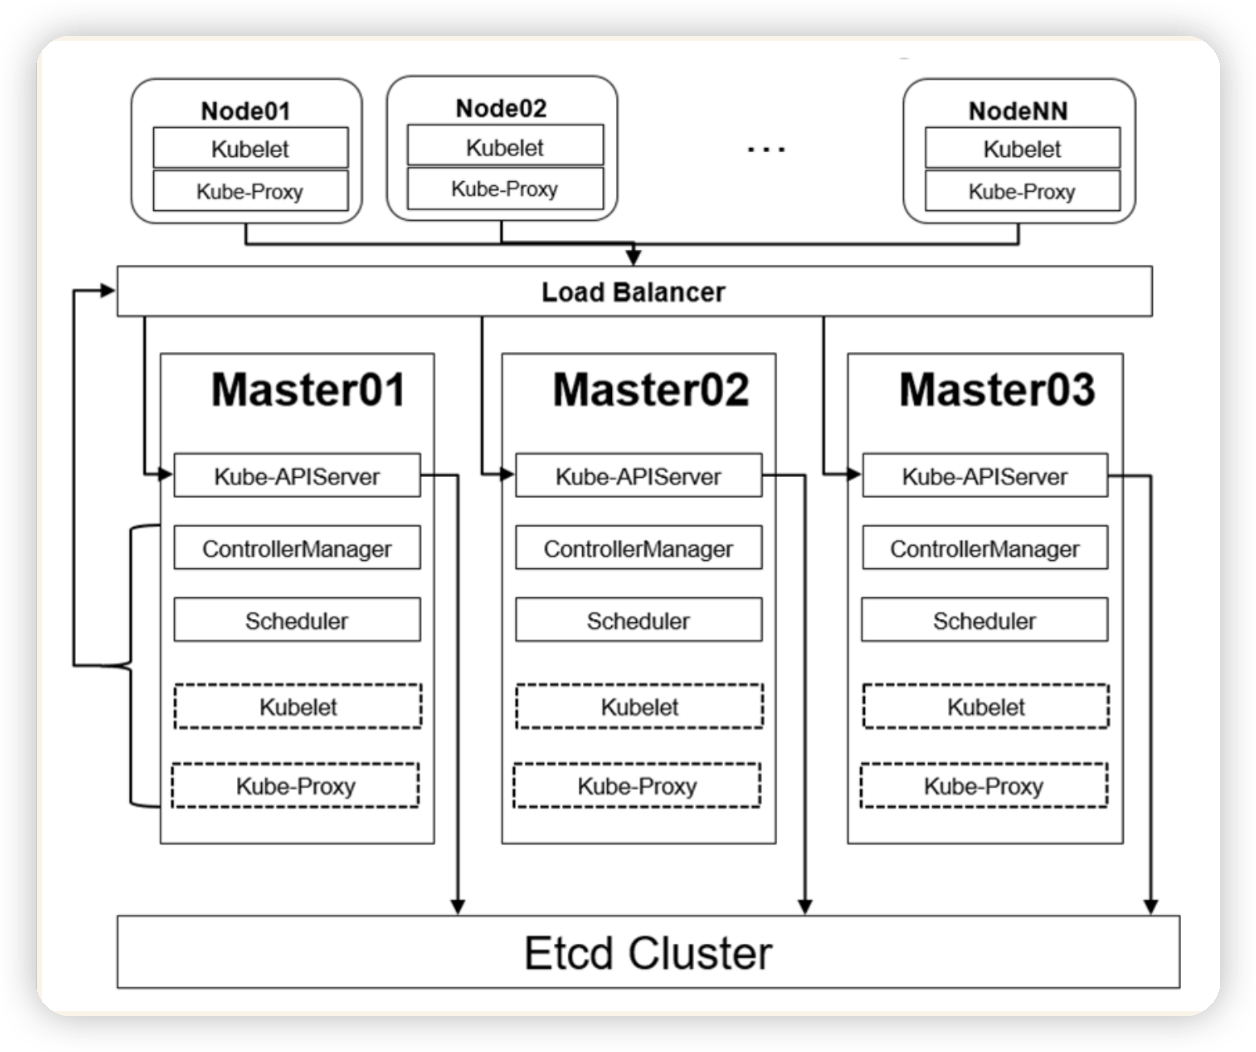 Node01
Kubelet
Kube-Proxy
Node02
Kubelet
Kube-Proxy
...
NodeNN
Kubelet
Kube-Proxy
Load Balancer
Master01
Kube-APIServer
ControllerManager
Scheduler
Kubelet
Kube-Proxy
Master02
Kube-APIServer
ControllerManager
Scheduler
Kubelet
Kube-Proxy
Master03
Kube-APIServer
ControllerManager
Scheduler
Kubelet
Kube-Proxy
Etcd Cluster